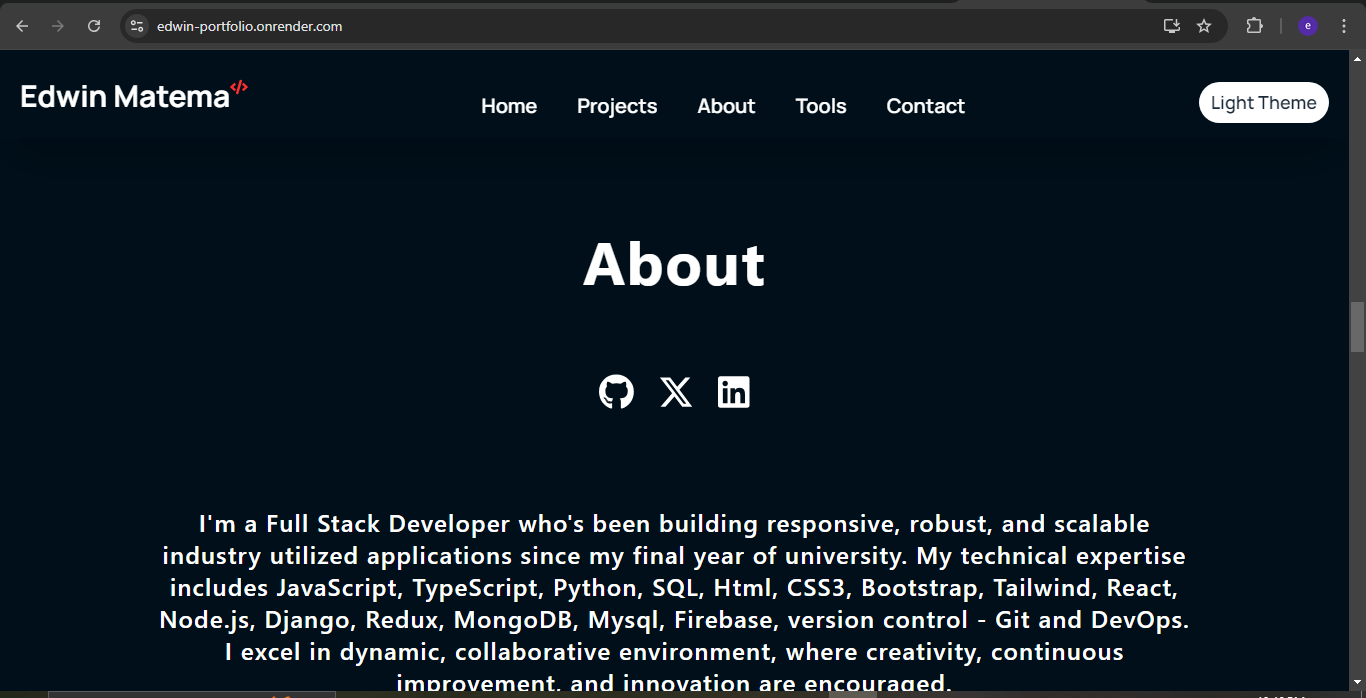 edwin-portfolio.onrender.com
e
Edwin Matema</>
Home Projects About Tools Contact
Light Theme
About
I'm a Full Stack Developer who's been building responsive, robust, and scalable
industry utilized applications since my final year of university. My technical expertise
includes JavaScript, TypeScript, Python, SQL, Html, CSS3, Bootstrap, Tailwind, React,
Node.js, Django, Redux, MongoDB, Mysql, Firebase, version control - Git and DevOps.
I excel in dynamic, collaborative environment, where creativity, continuous
improvement, and innovation are encouraged.